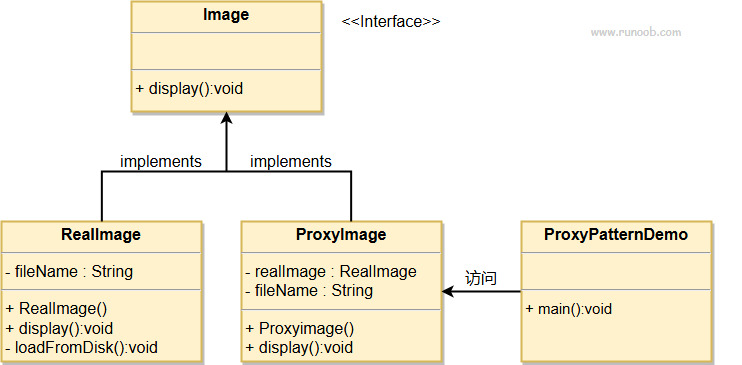 Image
<<Interface>>
www.runoob.com
+ display():void
implements
implements
RealImage
- fileName : String
+ RealImage()
+ display():void
- loadFromDisk():void
ProxyImage
- realImage : RealImage
- fileName : String
+ Proxyimage()
+ display():void
访问
ProxyPatternDemo
+ main():void